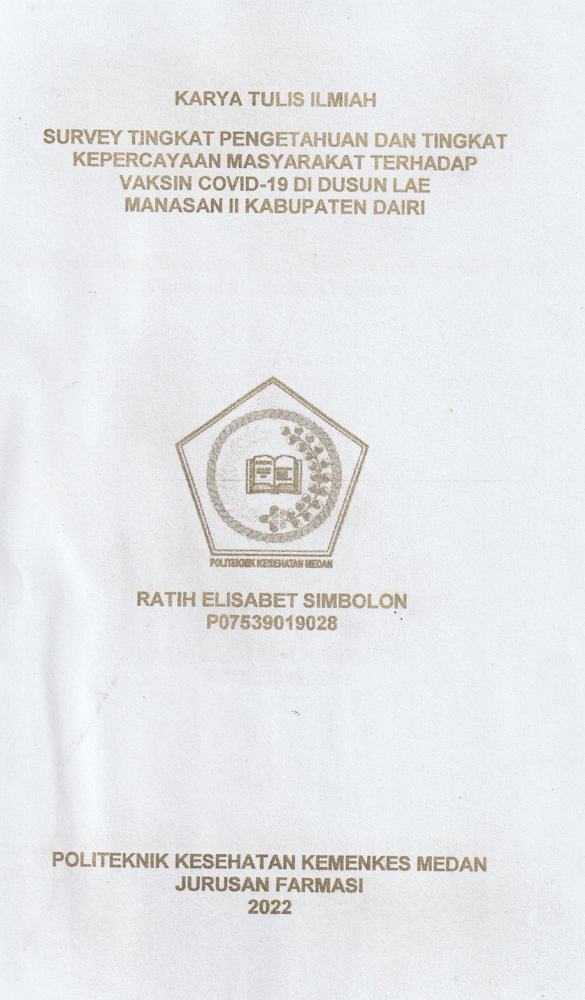 KARYA TULIS ILMIAH
SURVEY TINGKAT PENGETAHUAN DAN TINGKAT
KEPERCAYAAN MASYARAKAT TERHADAP
VAKSIN COVID-19 DI DUSUN LAE
MANASAN II KABUPATEN DAIRI
POLITEKNIK KESEHATAN MEDAN
RATIH ELISABET SIMBOLON
P07539019028
POLITEKNIK KESEHATAN KEMENKES MEDAN
JURUSAN FARMASI
2022